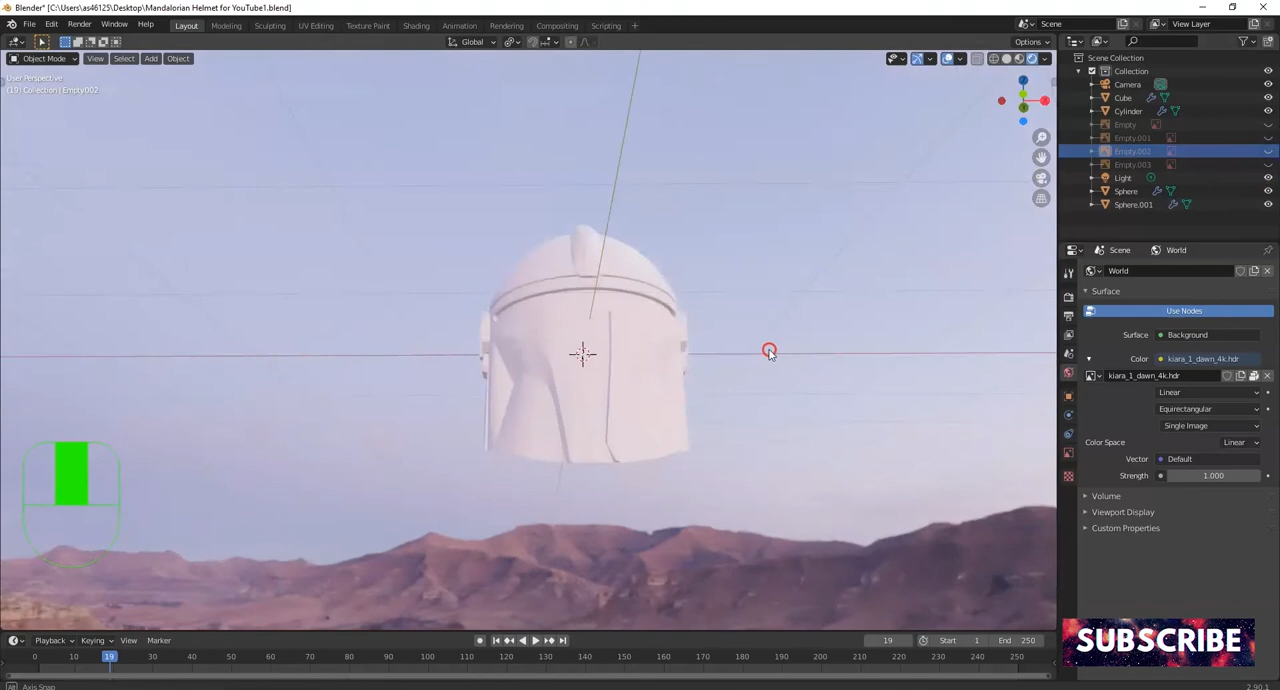 Blender* [C:\Users\as46125\Desktop\Mandalorian Helmet for YouTube1.blend]
File Edit Render Window Help Layout Modeling Sculpting UV Editing Texture Paint Shading Animation Rendering Compositing Scripting + Scene View Layer
Global Options
Object Mode View Select Add Object
User Perspective
(19) Collection | Empty002
Scene Collection
Collection
Camera
Cube
Cylinder
Empty
Empty.001
Empty.002
Empty.003
Light
Sphere
Sphere.001
Scene World
World
Surface
Use Nodes
Surface Background
Color kiara_1_dawn_4k.hdr
kiara_1_dawn_4k.hdr
Linear
Equirectangular
Single Image
Color Space Linear
Vector Default
Strength 1.000
Volume
Viewport Display
Custom Properties
X
Playback Keying View Marker 19 Start 1 End 250
0 10 19 30 40 50 60 70 80 90 100 110 120 130 140 150 160 170 180 190 200 210 220 230 240 250
SUBSCRIBE
Axis Snap
2.90.1